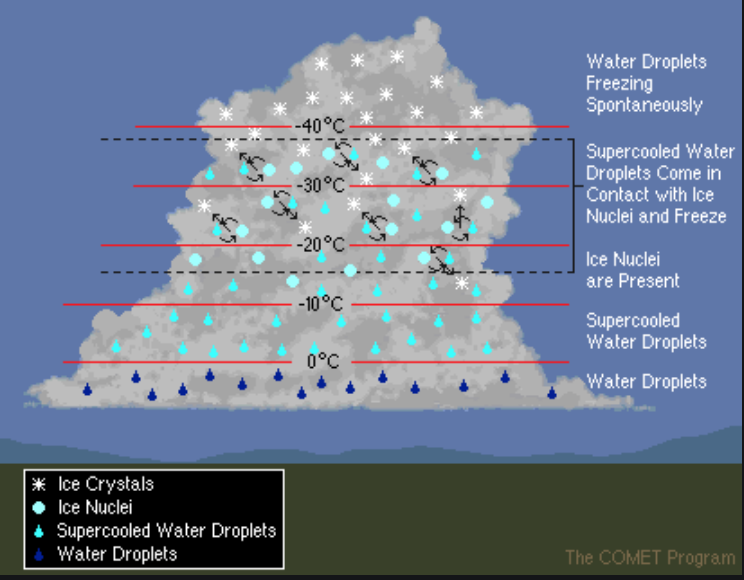 Water Droplets
Freezing
Spontaneously
-40°C
Supercooled Water
Droplets Come in
Contact with Ice
Nuclei and Freeze
-30°C
-20°C
Ice Nuclei
are Present
-10°C
Supercooled
Water Droplets
0°C
Water Droplets
Ice Crystals
Ice Nuclei
Supercooled Water Droplets
Water Droplets
The COMET Program